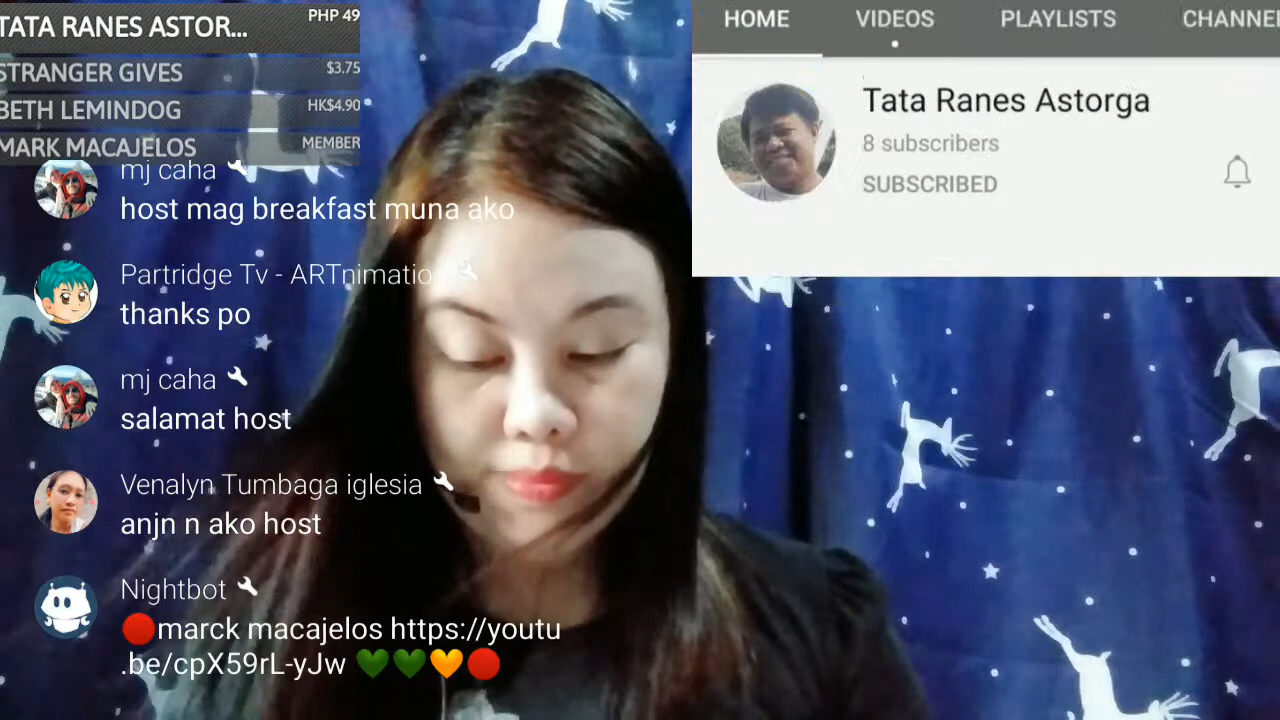 TATA RANES ASTOR...
PHP 49
STRANGER GIVES
$3.75
BETH LEMINDOG
HK$4.90
MARK MACAJELOS
MEMBER
mj caha
host mag breakfast muna ako
Partridge Tv - ARTnimatio
thanks po
mj caha
salamat host
Venalyn Tumbaga iglesia
anjn n ako host
Nightbot
🔴marck macajelos https://youtu
.be/cpX59rL-yJw 💚💚🧡🔴
HOME VIDEOS PLAYLISTS CHANNE
Tata Ranes Astorga
8 subscribers
SUBSCRIBED